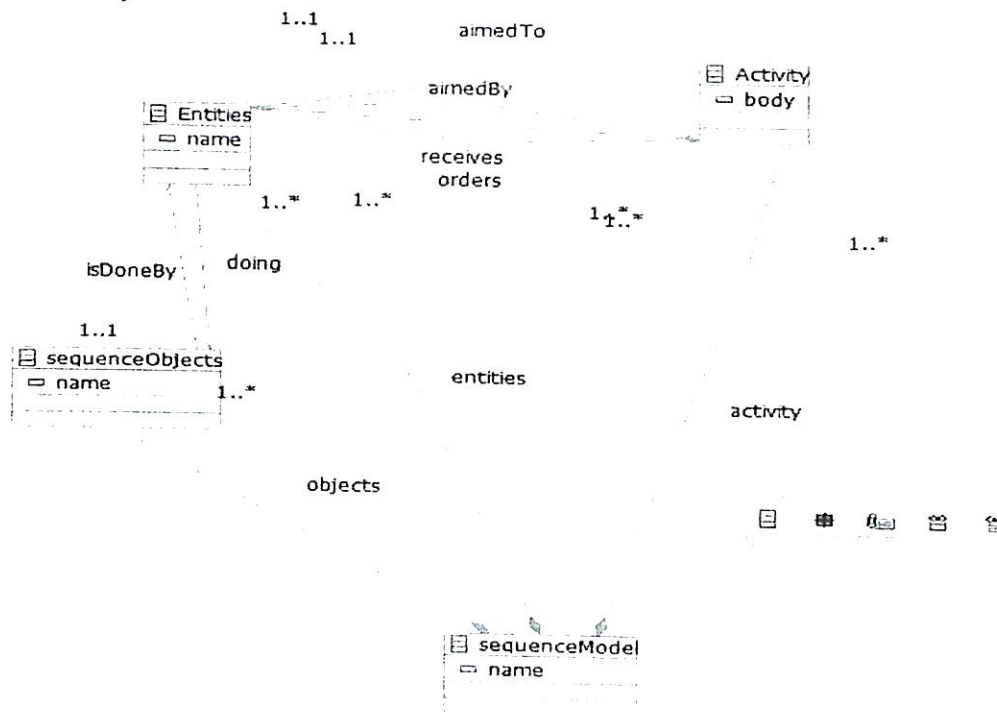 1..1
1..1
aimedTo
Activity
body
aimedBy
Entities
name
receives
orders
1..*
1..*
1..*
1..*
1..*
isDoneBy
doing
1..1
sequenceObjects
name
1..*
entities
activity
objects
sequenceModel
name